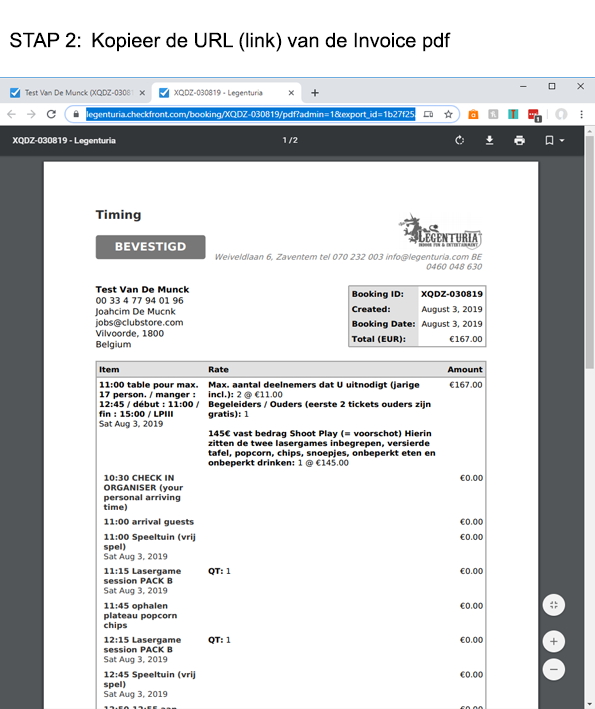 STAP 2: Kopieer de URL (link) van de Invoice pdf
Test Van De Munck (XQDZ-0308
XQDZ-030819 - Legenturia
legenturia.checkfront.com/booking/XQDZ-030819/pdf?admin=1&export_id=1b27f25
XQDZ-030819 - Legenturia
1 / 2
Timing
BEVESTIGD
LEGENTURIA
INDOOR FUN & ENTERTAINMENT
Weiveldlaan 6, Zaventem tel 070 232 003 info@legenturia.com BE
0460 048 630
Test Van De Munck
00 33 4 77 94 01 96
Joahcim De Mucnk
jobs@clubstore.com
Vilvoorde, 1800
Belgium
Booking ID: XQDZ-030819
Created: August 3, 2019
Booking Date: August 3, 2019
Total (EUR): €167.00
Item Rate Amount
11:00 table pour max.
17 person. / manger :
12:45 / début : 11:00 /
fin : 15:00 / LPIII
Sat Aug 3, 2019
Max. aantal deelnemers dat U uitnodigt (jarige
incl.): 2 @ €11.00
Begeleiders / Ouders (eerste 2 tickets ouders zijn
gratis): 1
145€ vast bedrag Shoot Play (= voorschot) Hierin
zitten de twee lasergames inbegrepen, versierde
tafel, popcorn, chips, snoepjes, onbeperkt eten en
onbeperkt drinken: 1 @ €145.00
€167.00
10:30 CHECK IN
ORGANISER (your
personal arriving
time)
€0.00
11:00 arrival guests €0.00
11:00 Speeltuin (vrij
spel)
Sat Aug 3, 2019
€0.00
11:15 Lasergame
session PACK B
Sat Aug 3, 2019
QT: 1
€0.00
11:45 ophalen
plateau popcorn
chips
€0.00
12:15 Lasergame
session PACK B
Sat Aug 3, 2019
QT: 1
€0.00
12:45 Speeltuin (vrij
spel)
Sat Aug 3, 2019
€0.00